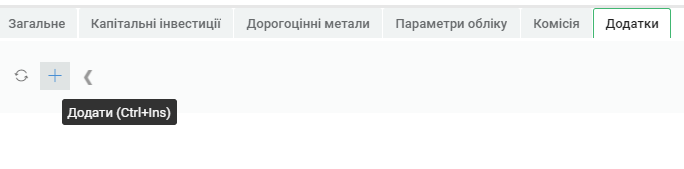 Загальне Капітальні інвестиції Дорогоцінні метали Параметри обліку Комісія Додатки
Додати (Ctrl+Ins)